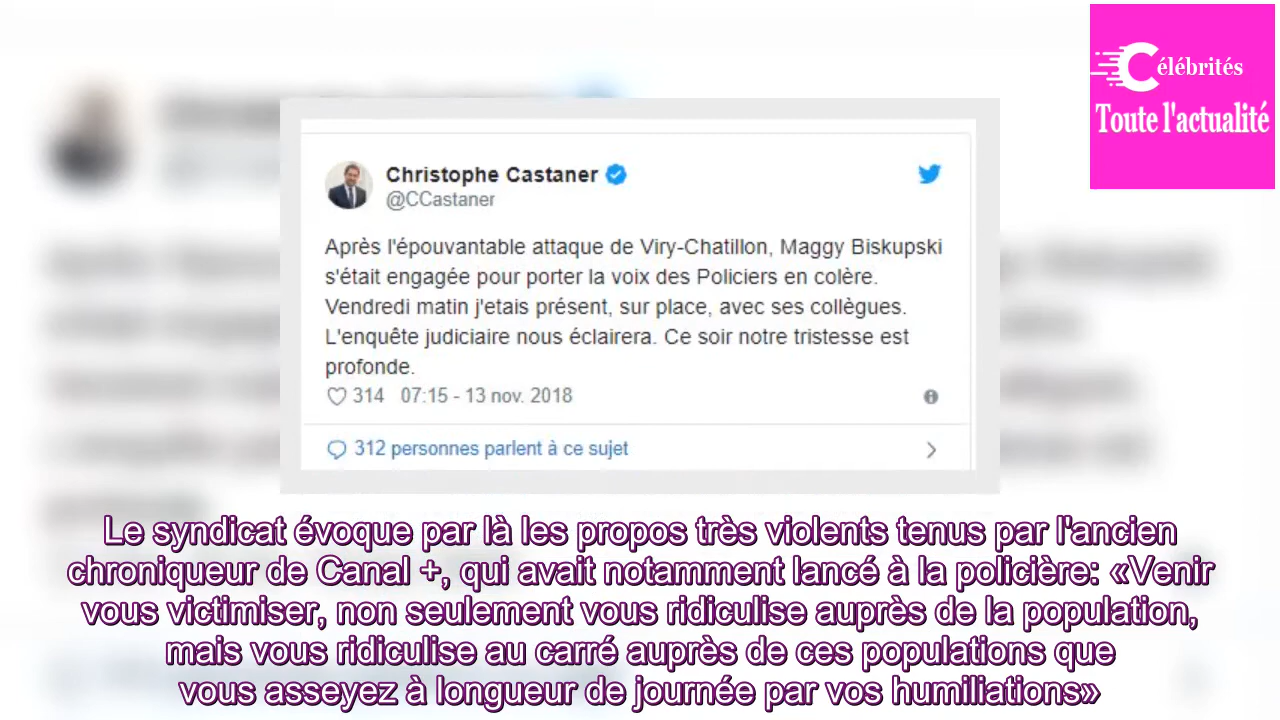 Célébrités
Toute l'actualité
Christophe Castaner
@CCastaner
Après l'épouvantable attaque de Viry-Chatillon, Maggy Biskupski
s'était engagée pour porter la voix des Policiers en colère.
Vendredi matin j'etais présent, sur place, avec ses collègues.
L'enquête judiciaire nous éclairera. Ce soir notre tristesse est
profonde.
314 07:15 - 13 nov. 2018
312 personnes parlent à ce sujet
Le syndicat évoque par là les propos très violents tenus par l'ancien
chroniqueur de Canal +, qui avait notamment lancé à la policière: «Venir
vous victimiser, non seulement vous ridiculise auprès de la population,
mais vous ridiculise au carré auprès de ces populations que
vous asseyez à longueur de journée par vos humiliations»